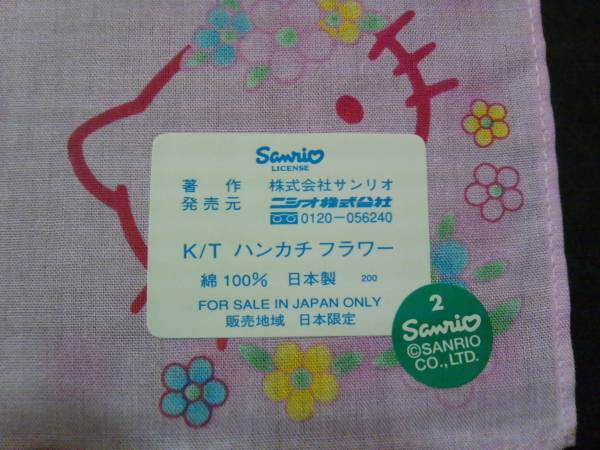 Sanrio
LICENSE
著 作 株式会社サンリオ
発売元 ニシオ株式会社
0120-056240
K/T ハンカチ フラワー
綿 100% 日本製 200
FOR SALE IN JAPAN ONLY
販売地域 日本限定
2
Sanrio
©SANRIO
CO.,LTD.